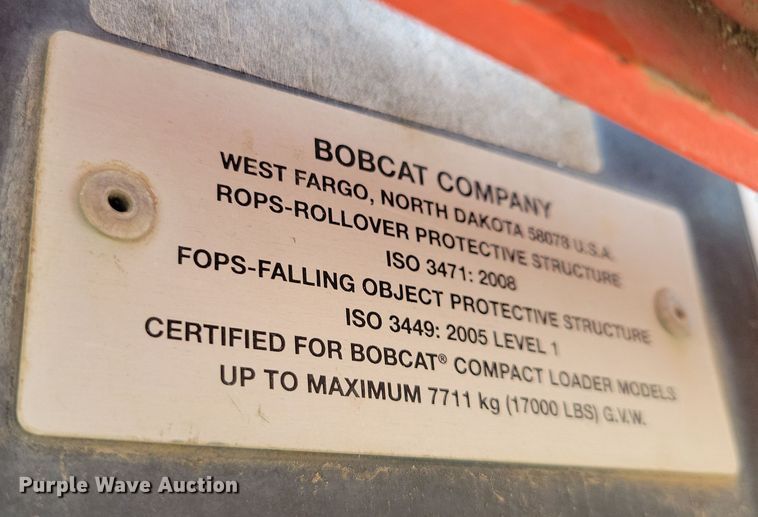 BOBCAT COMPANY
WEST FARGO, NORTH DAKOTA 58078 U.S.A.
ROPS-ROLLOVER PROTECTIVE STRUCTURE
ISO 3471: 2008
FOPS-FALLING OBJECT PROTECTIVE STRUCTURE
ISO 3449: 2005 LEVEL 1
CERTIFIED FOR BOBCAT® COMPACT LOADER MODELS
UP TO MAXIMUM 7711 kg (17000 LBS) G.V.W.
Purple Wave Auction